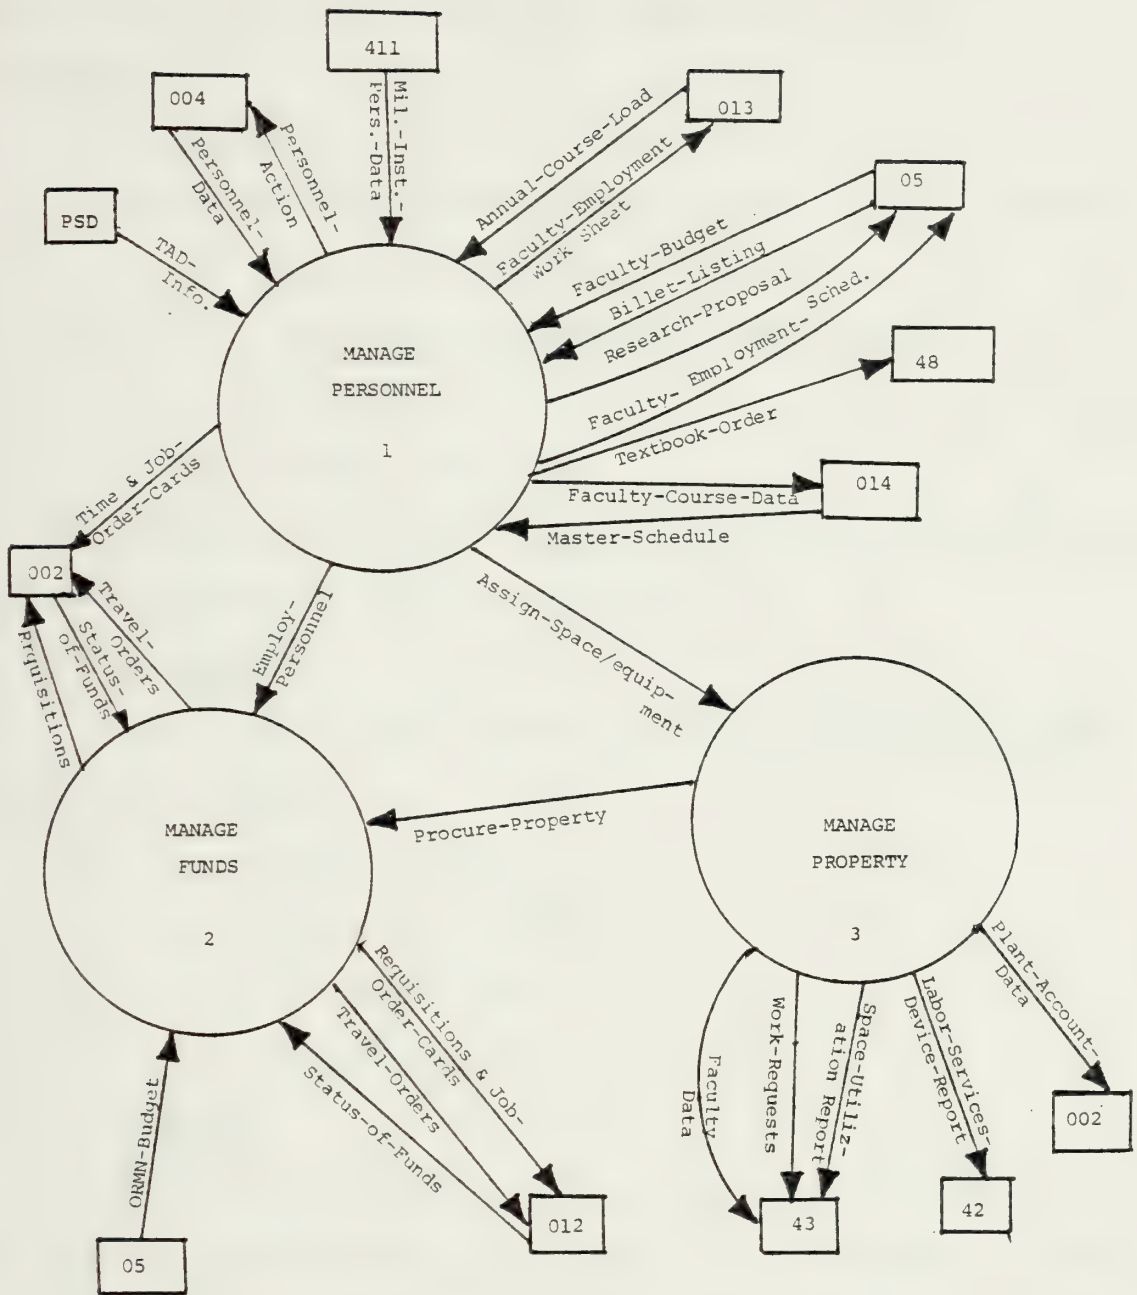 411
004
013
05
PSD
Mil.-Inst.-
Pers.-Data
Personnel-
Action
Personnel-
Data
TAD-
Info.
Annual-Course-Load
Faculty-Employment
Work Sheet
Faculty-Budget
Billet-Listing
Research-Proposal
Faculty- Employment- Sched.
48
Textbook-Order
MANAGE
PERSONNEL
1
014
Faculty-Course-Data
Master-Schedule
Time & Job-
Order-Cards
002
Travel-
Orders
Status-
of-Funds
Requisitions
Employ-
Personnel
Assign-Space/equip-
ment
Procure-Property
MANAGE
FUNDS
2
MANAGE
PROPERTY
3
Requisitions & Job-
Order-Cards
Travel-Orders
Status-of-Funds
ORMN-Budget
05
012
Faculty
Data
Work-Requests
Space-Utiliz-
ation Report
Labor-Services-
Device-Report
Plant-Account-
Data
43
42
002